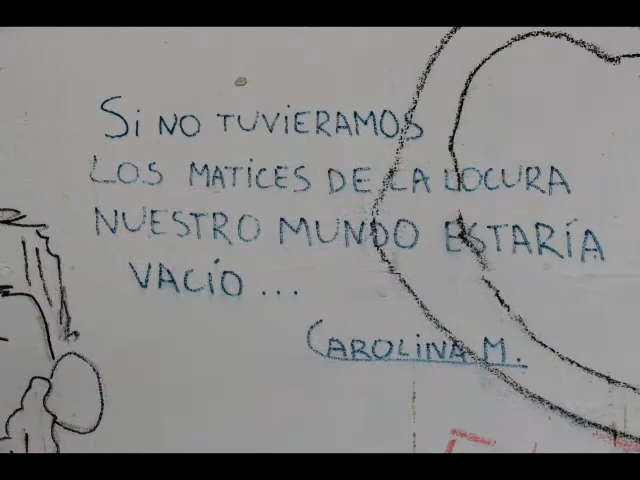 Si NO TUViERAMOS
LOS MATiCES DE LA LOCURA
NUESTRO MUNDO ESTARÍA
VACÍO ...
CAROLiNA M.